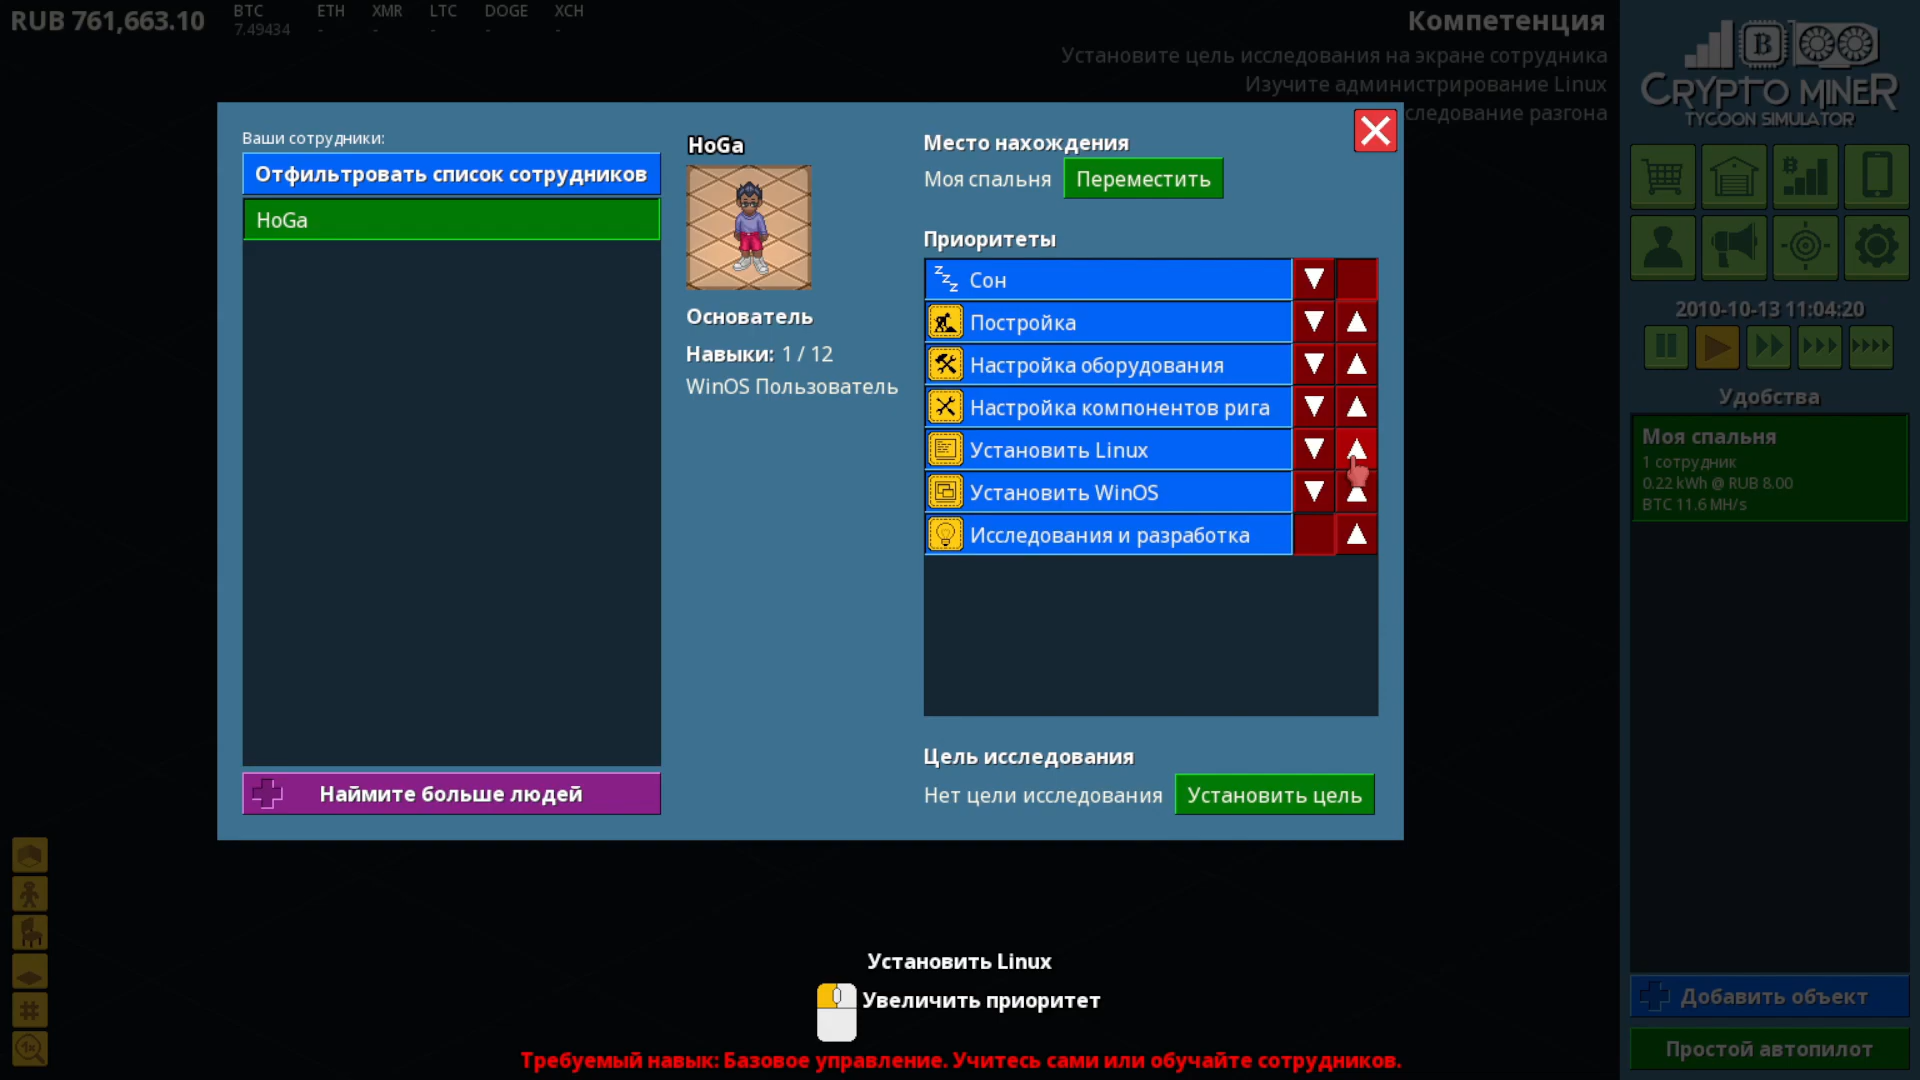 RUB 761,663.10
BTC ETH XMR LTC DOGE XCH
7.49434 - - - - -
Компетенция
Установите цель исследования на экране сотрудника
Изучите администрирование Linux
следование разгона
CRYPTO MINER
TYCOON SIMULATOR
Ваши сотрудники:
Отфильтровать список сотрудников
HoGa
Наймите больше людей
HoGa
Основатель
Навыки: 1 / 12
WinOS Пользователь
Место нахождения
Моя спальня Переместить
Приоритеты
Сон
Постройка
Настройка оборудования
Настройка компонентов рига
Установить Linux
Установить WinOS
Исследования и разработка
Цель исследования
Нет цели исследования Установить цель
2010-10-13 11:04:20
Удобства
Моя спальня
1 сотрудник
0.22 kWh @ RUB 8.00
BTC 11.6 MH/s
Добавить объект
Простой автопилот
1x
Установить Linux
Увеличить приоритет
Требуемый навык: Базовое управление. Учитесь сами или обучайте сотрудников.